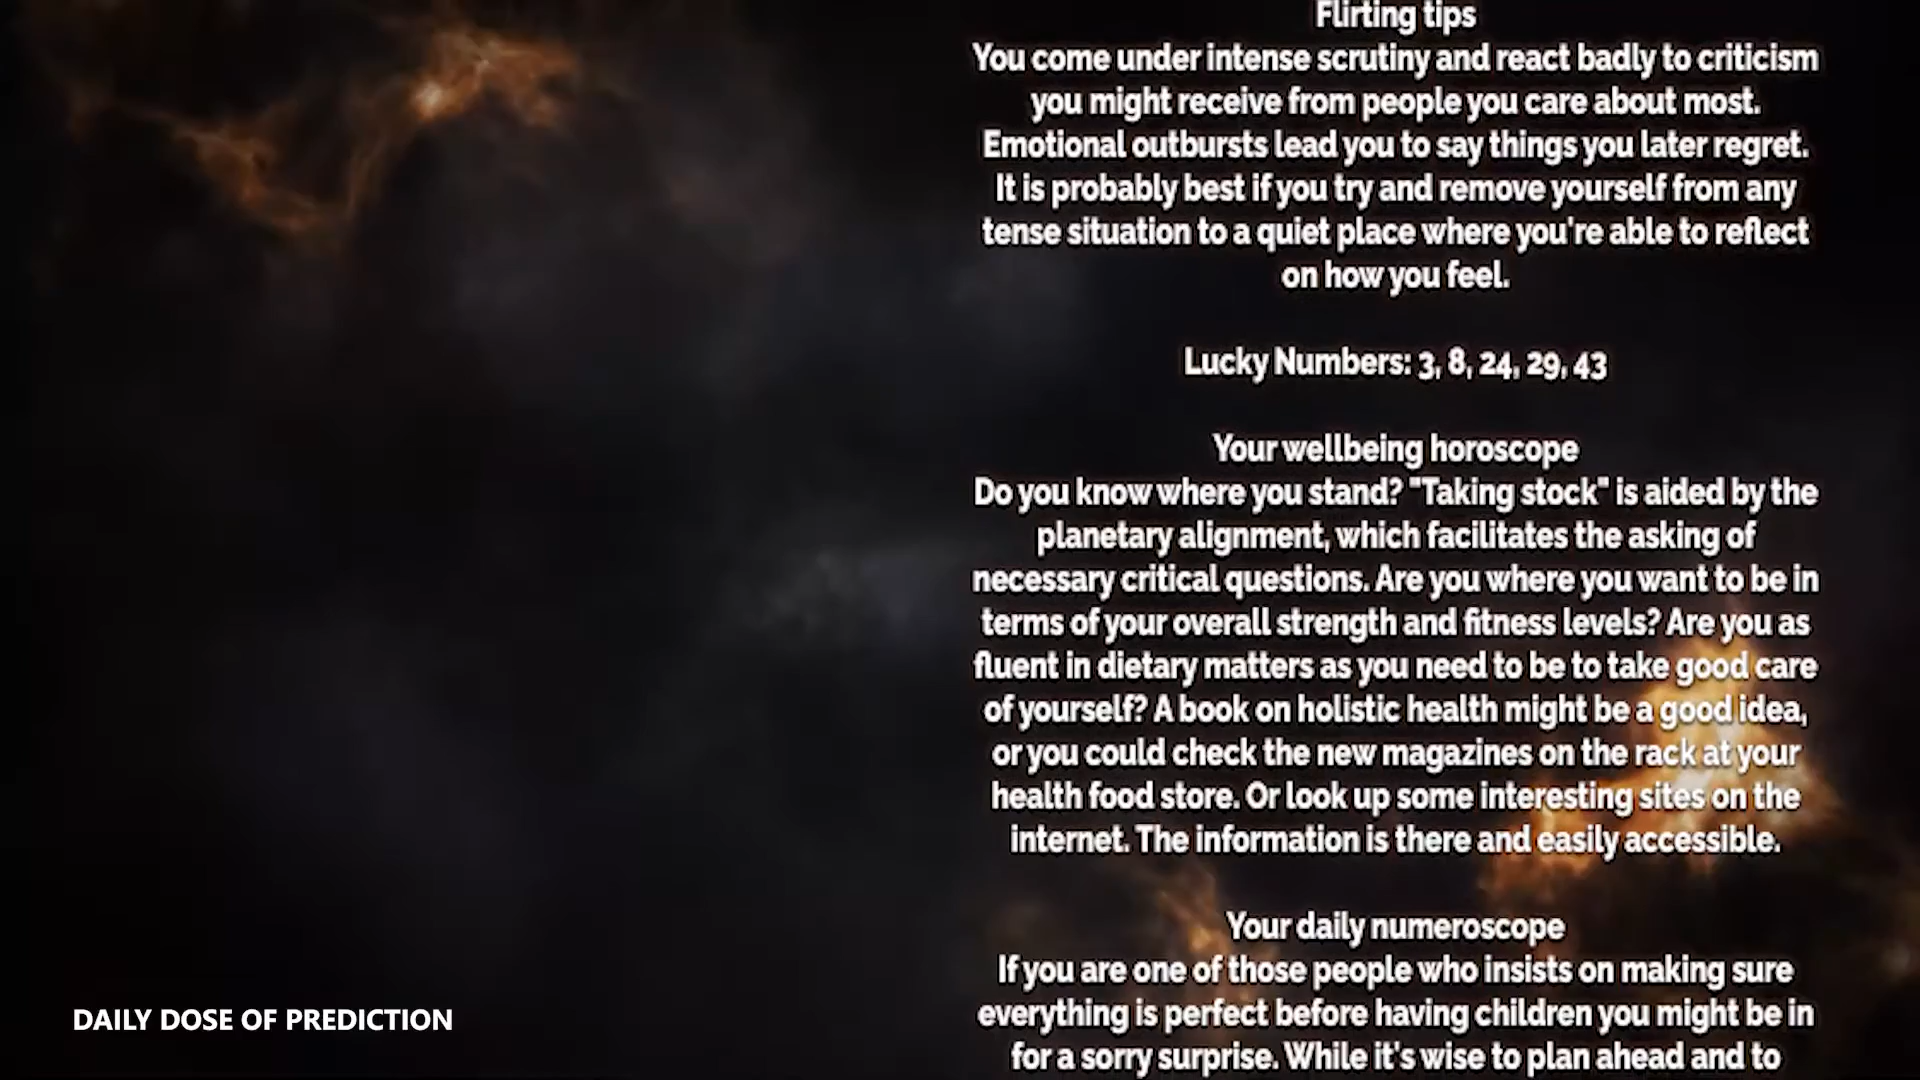 Flirting tips
You come under intense scrutiny and react badly to criticism
you might receive from people you care about most.
Emotional outbursts lead you to say things you later regret.
It is probably best if you try and remove yourself from any
tense situation to a quiet place where you're able to reflect
on how you feel.
Lucky Numbers: 3, 8, 24, 29, 43
Your wellbeing horoscope
Do you know where you stand? "Taking stock" is aided by the
planetary alignment, which facilitates the asking of
necessary critical questions. Are you where you want to be in
terms of your overall strength and fitness levels? Are you as
fluent in dietary matters as you need to be to take good care
of yourself? A book on holistic health might be a good idea,
or you could check the new magazines on the rack at your
health food store. Or look up some interesting sites on the
internet. The information is there and easily accessible.
Your daily numeroscope
If you are one of those people who insists on making sure
everything is perfect before having children you might be in
for a sorry surprise. While it's wise to plan ahead and to
DAILY DOSE OF PREDICTION